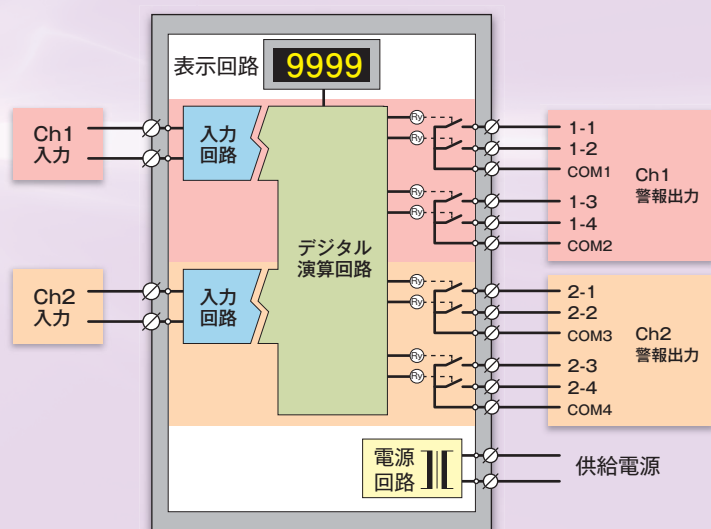 表示回路
9999
Ch1
入力
入力
回路
Ry
Ry
1-1
1-2
COM1
Ch1
警報出力
Ry
Ry
1-3
1-4
COM2
デジタル
演算回路
Ch2
入力
入力
回路
Ry
Ry
2-1
2-2
COM3
Ch2
警報出力
Ry
Ry
2-3
2-4
COM4
電源
回路
供給電源